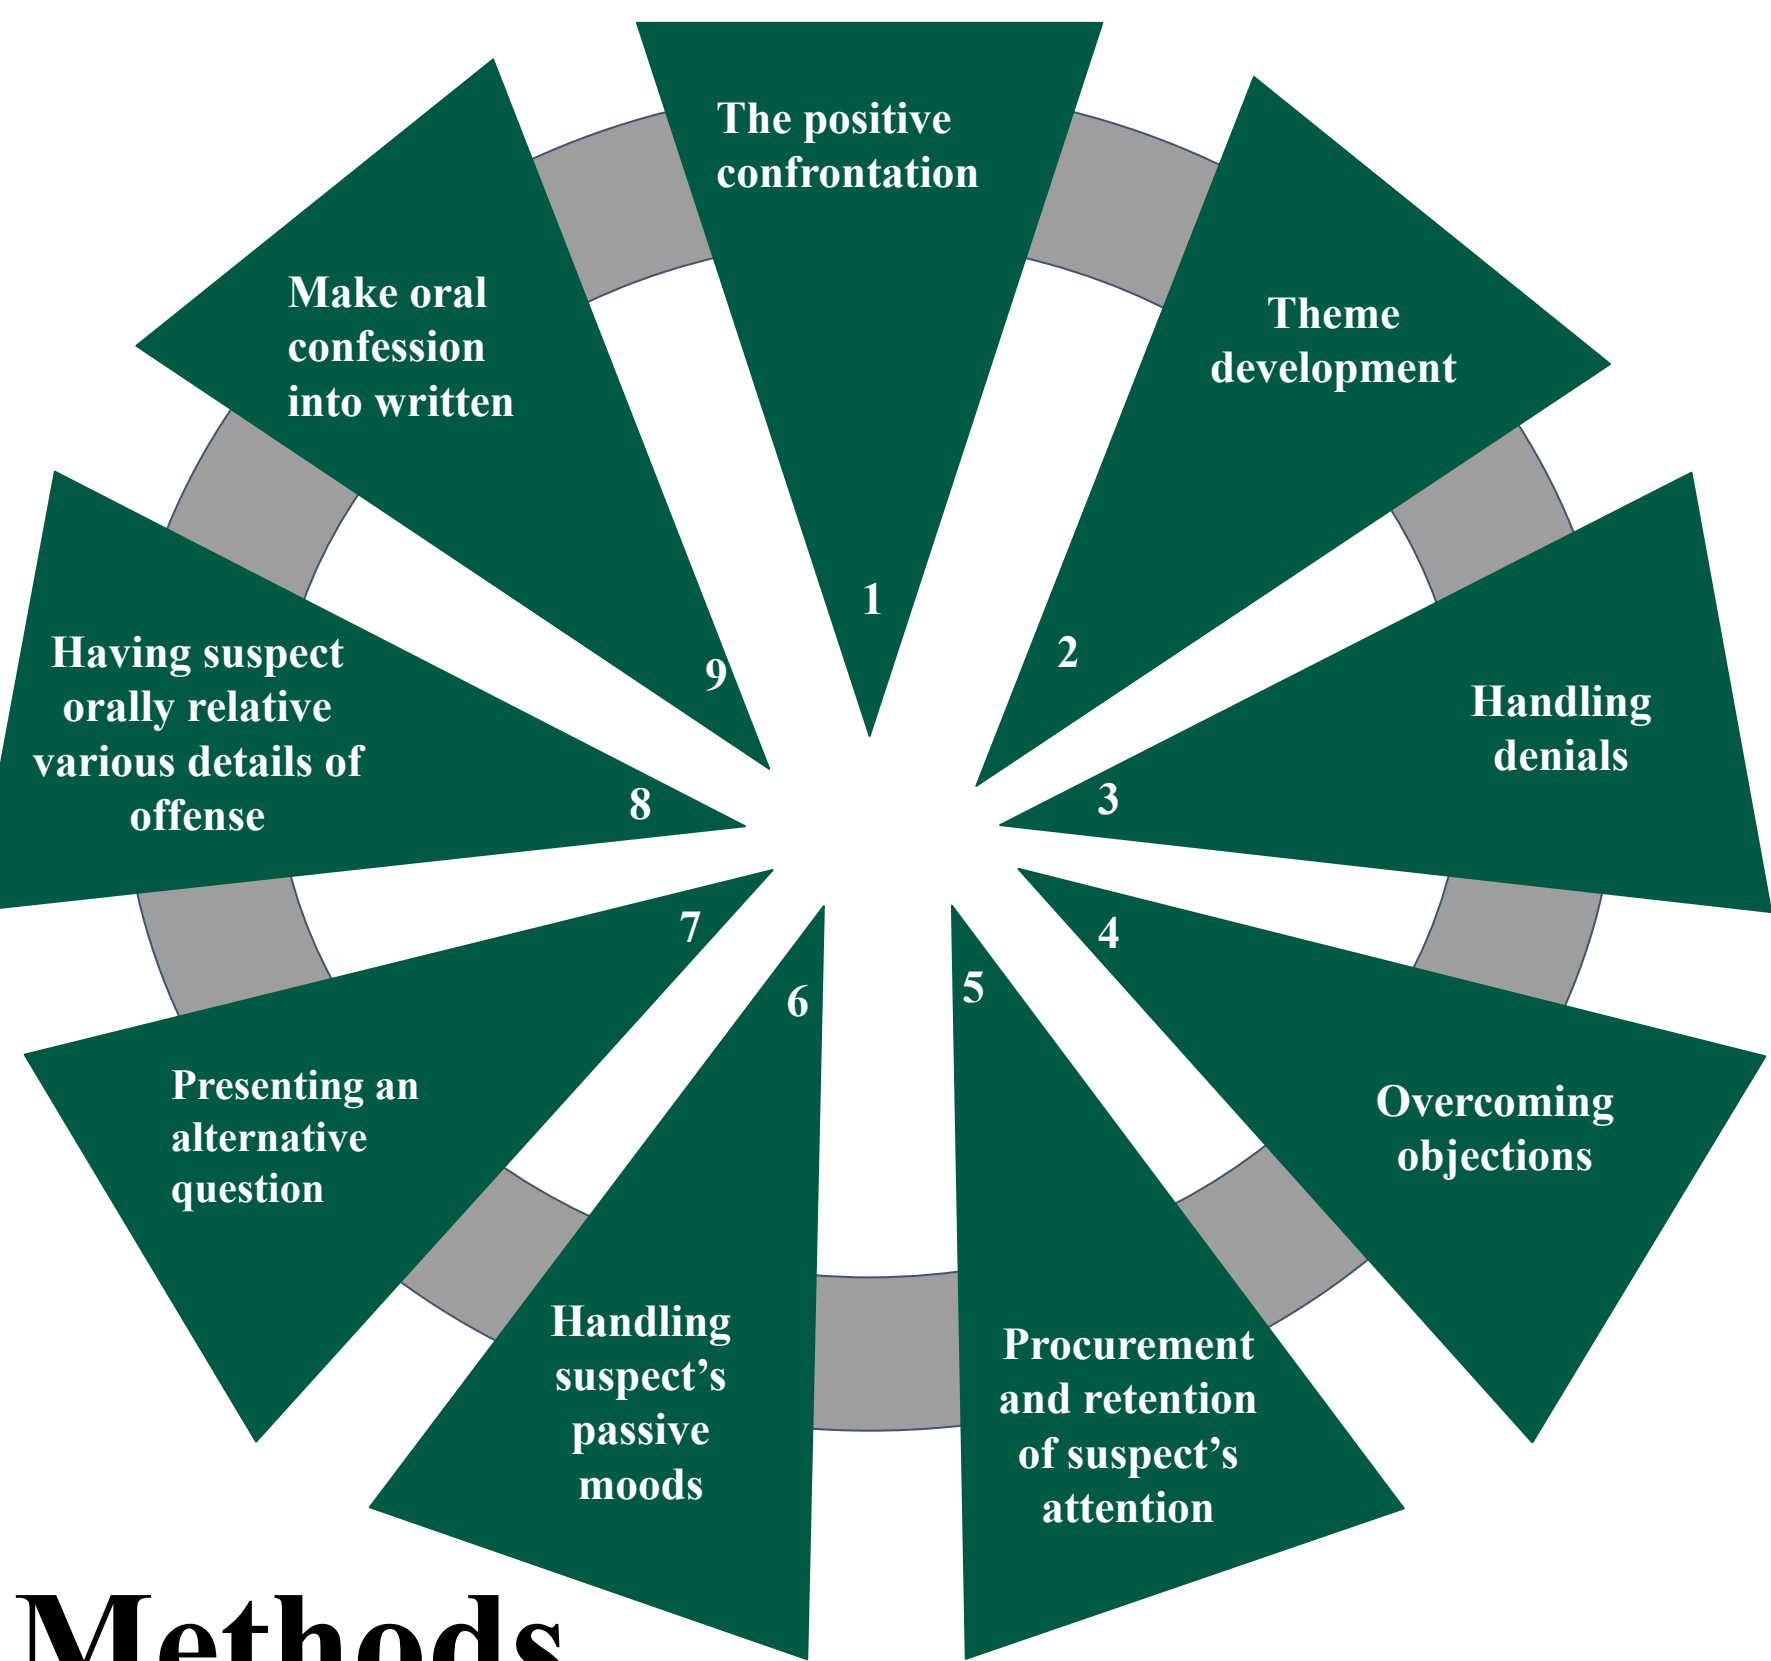 The positive
confrontation
1
Theme
development
2
Handling
denials
3
Overcoming
objections
4
Procurement
and retention
of suspect’s
attention
5
Handling
suspect’s
passive
moods
6
Presenting an
alternative
question
7
Having suspect
orally relative
various details of
offense
8
Make oral
confession
into written
9
Methods